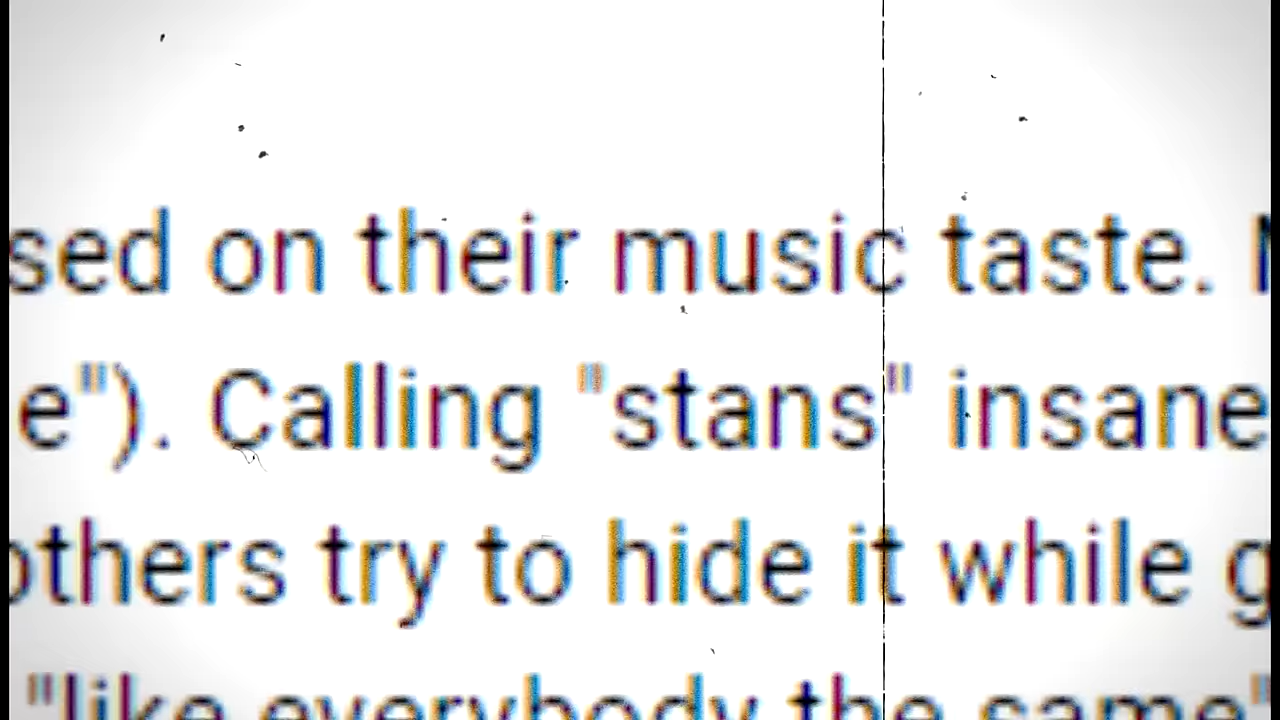 sed on their music taste.
e"). Calling "stans" insane
others try to hide it while g
"like everybody the same"